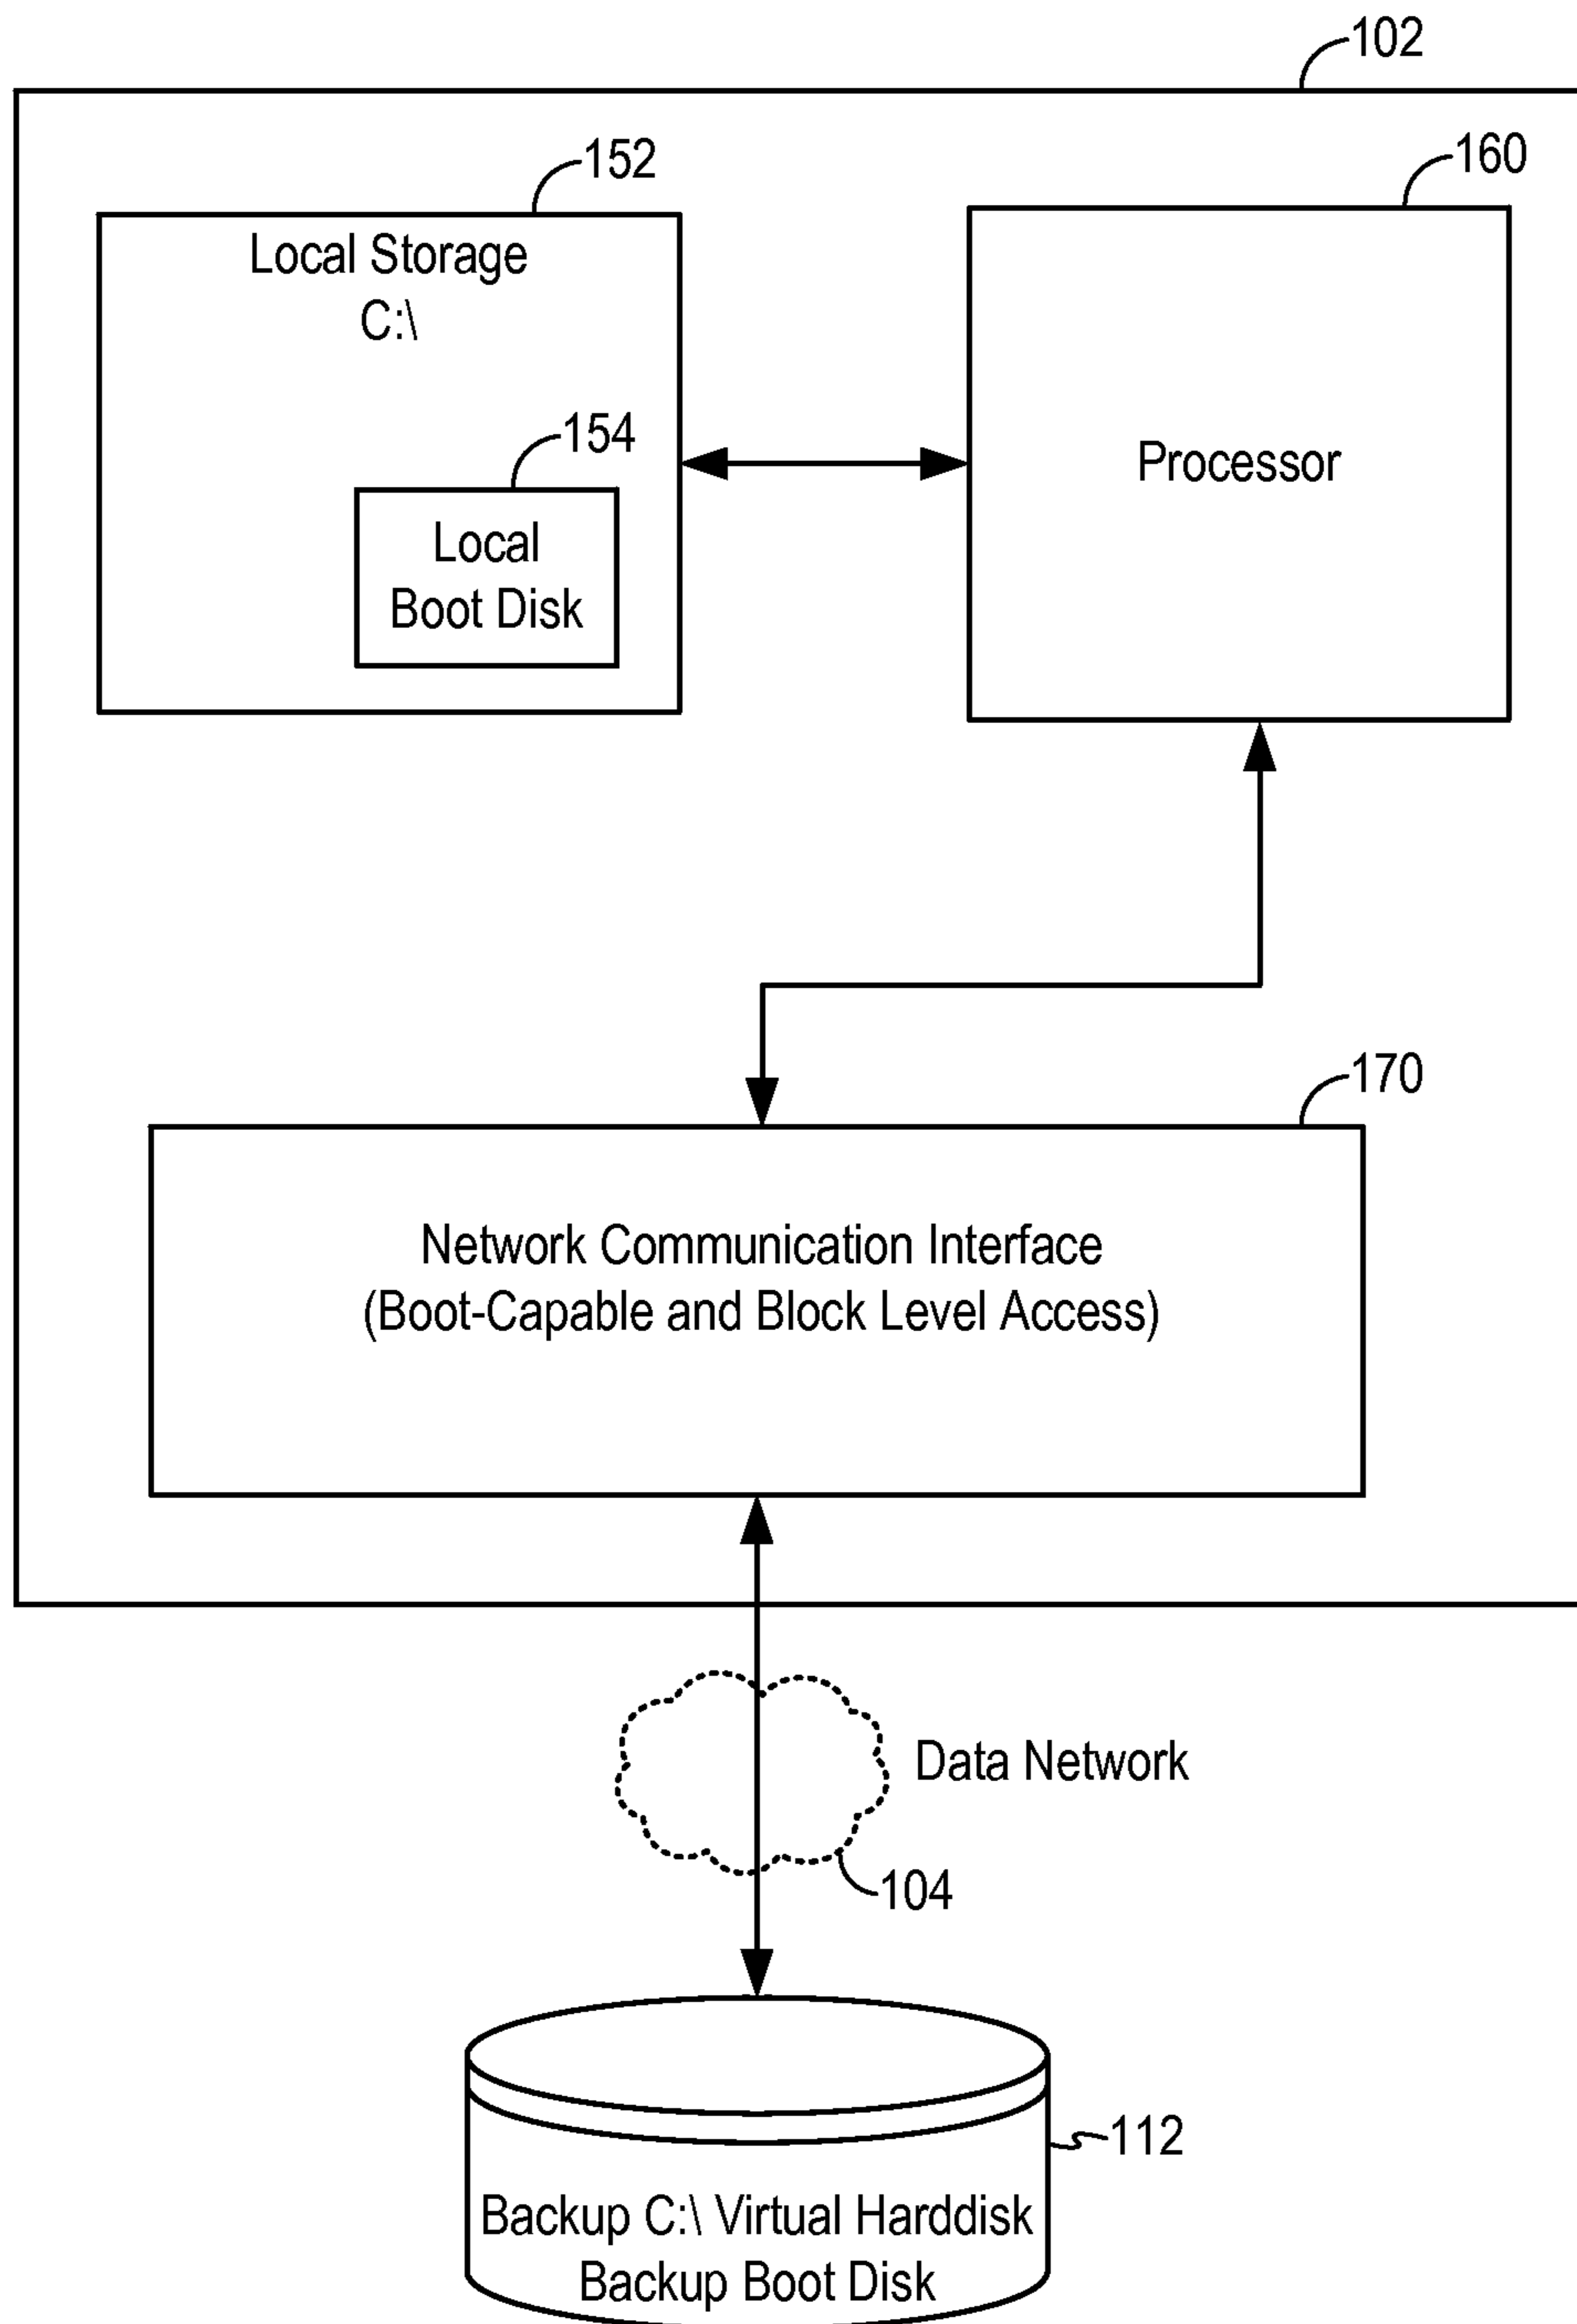 102
152
160
Local Storage
C:\
154
Processor
Local
Boot Disk
170
Network Communication Interface
(Boot-Capable and Block Level Access)
Data Network
104
112
Backup C:\ Virtual Harddisk
Backup Boot Disk